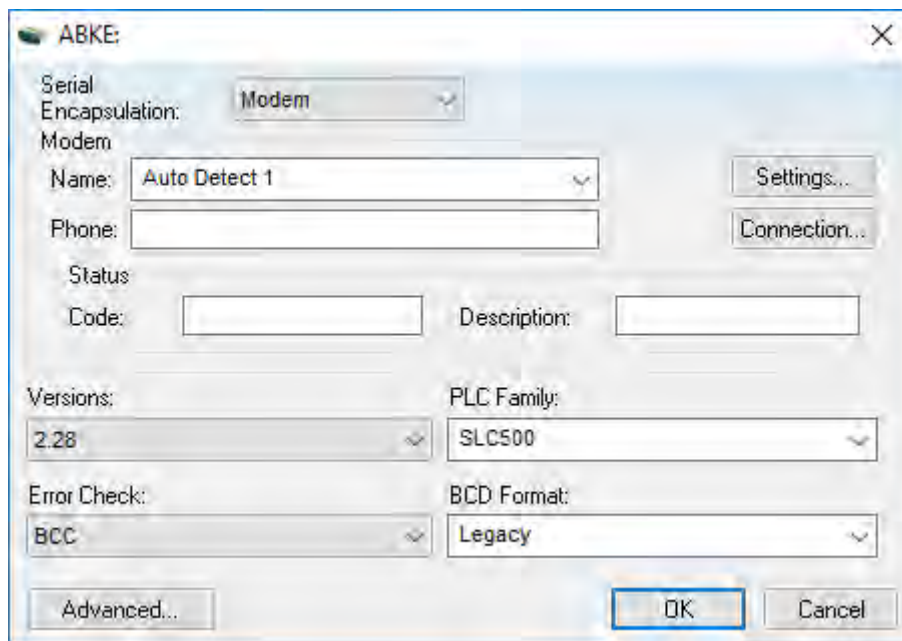 ABKE:
Serial
Encapsulation:
Modem
Modem
Name:
Auto Detect 1
Settings...
Phone:
Connection...
Status
Code:
Description:
Versions:
PLC Family:
2.28
SLC500
Error Check:
BCD Format:
BCC
Legacy
Advanced...
OK
Cancel